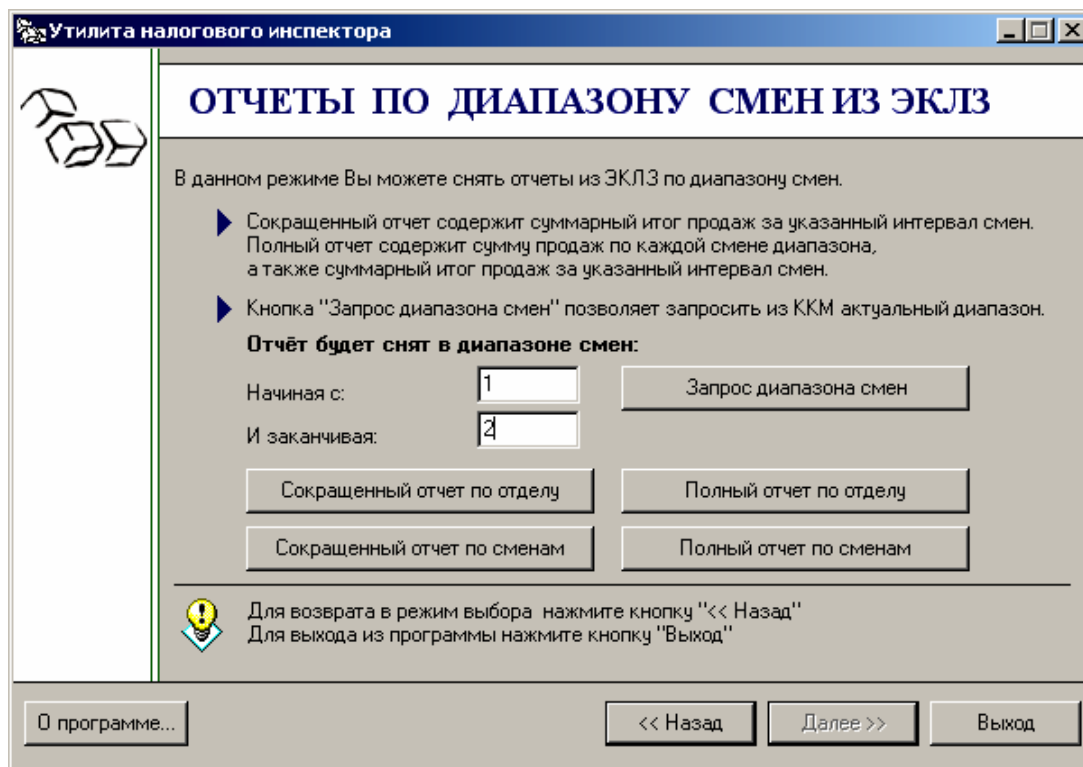 Утилита налогового инспектора
ОТЧЕТЫ ПО ДИАПАЗОНУ СМЕН ИЗ ЭКЛЗ
В данном режиме Вы можете снять отчеты из ЭКЛЗ по диапазону смен.
Сокращенный отчет содержит суммарный итог продаж за указанный интервал смен.
Полный отчет содержит сумму продаж по каждой смене диапазона,
а также суммарный итог продаж за указанный интервал смен.
Кнопка "Запрос диапазона смен" позволяет запросить из ККМ актуальный диапазон.
Отчёт будет снят в диапазоне смен:
Начиная с: 1 Запрос диапазона смен
И заканчивая: 2
Сокращенный отчет по отделу Полный отчет по отделу
Сокращенный отчет по сменам Полный отчет по сменам
Для возврата в режим выбора нажмите кнопку "<< Назад"
Для выхода из программы нажмите кнопку "Выход"
О программе... << Назад Далее >> Выход